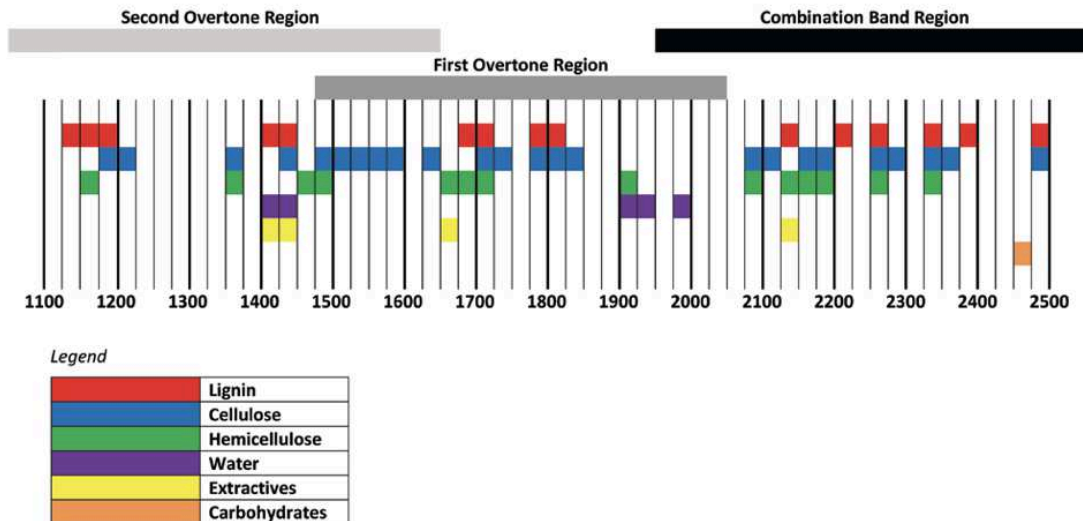 Second Overtone Region
Combination Band Region
First Overtone Region
1100 1200 1300 1400 1500 1600 1700 1800 1900 2000 2100 2200 2300 2400 2500
Legend
Lignin
Cellulose
Hemicellulose
Water
Extractives
Carbohydrates